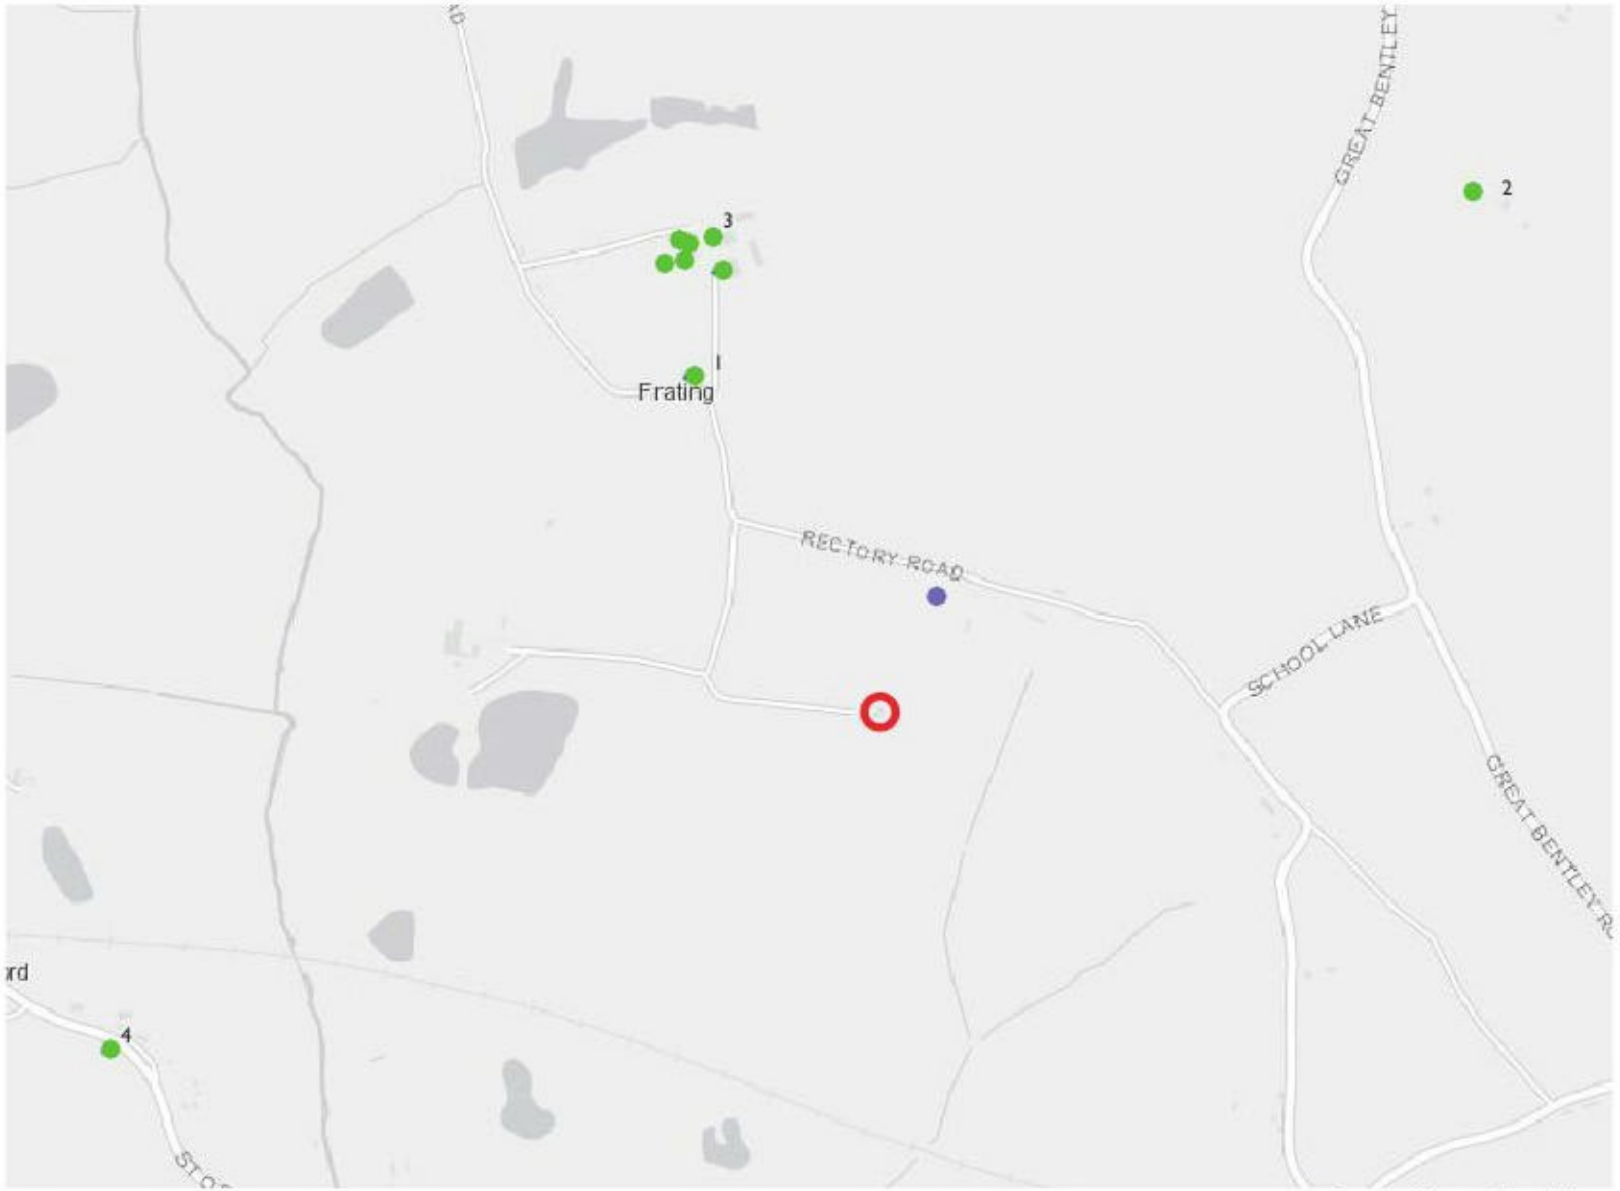 GREAT BENTLEY
2
3
1
Frating
RECTORY ROAD
SCHOOL LANE
GREAT BENTLEY
4